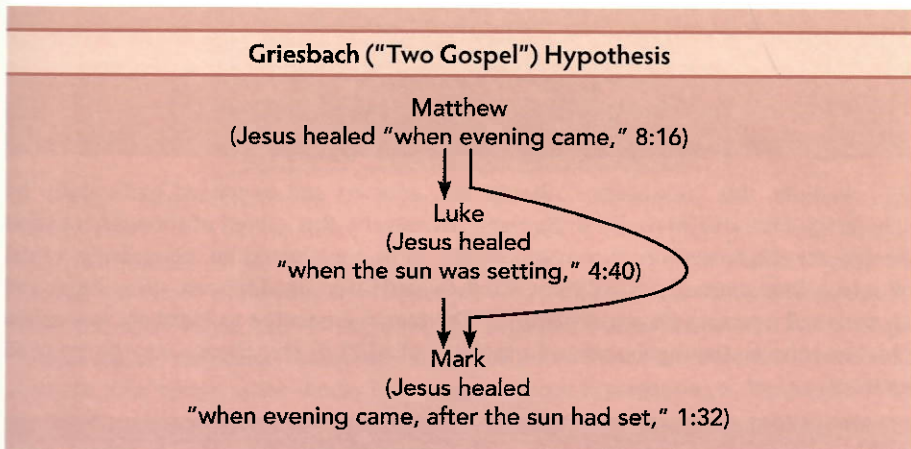 Griesbach ("Two Gospel") Hypothesis
Matthew
(Jesus healed "when evening came," 8:16)
Luke
(Jesus healed
"when the sun was setting," 4:40)
Mark
(Jesus healed
"when evening came, after the sun had set," 1:32)